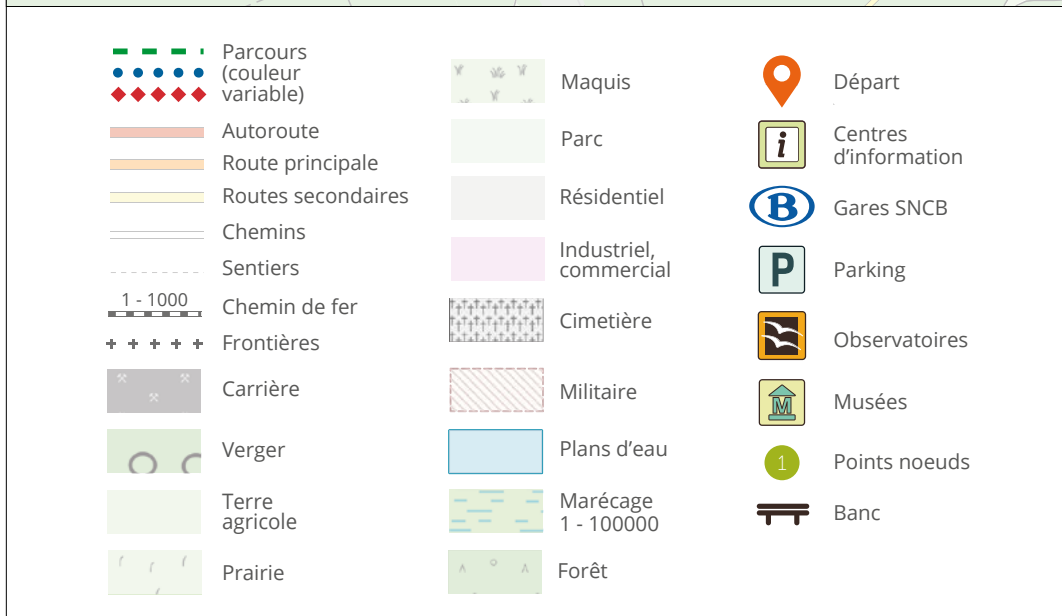 Parcours
(couleur
variable)
Autoroute
Route principale
Routes secondaires
Chemins
Sentiers
1 - 1000
Chemin de fer
Frontières
Carrière
Verger
Terre
agricole
Prairie
Maquis
Parc
Résidentiel
Industriel,
commercial
Cimetière
Militaire
Plans d’eau
Marécage
1 - 100000
Forêt
Départ
i
Centres
d’information
B
Gares SNCB
P
Parking
Observatoires
M
Musées
1
Points noeuds
Banc